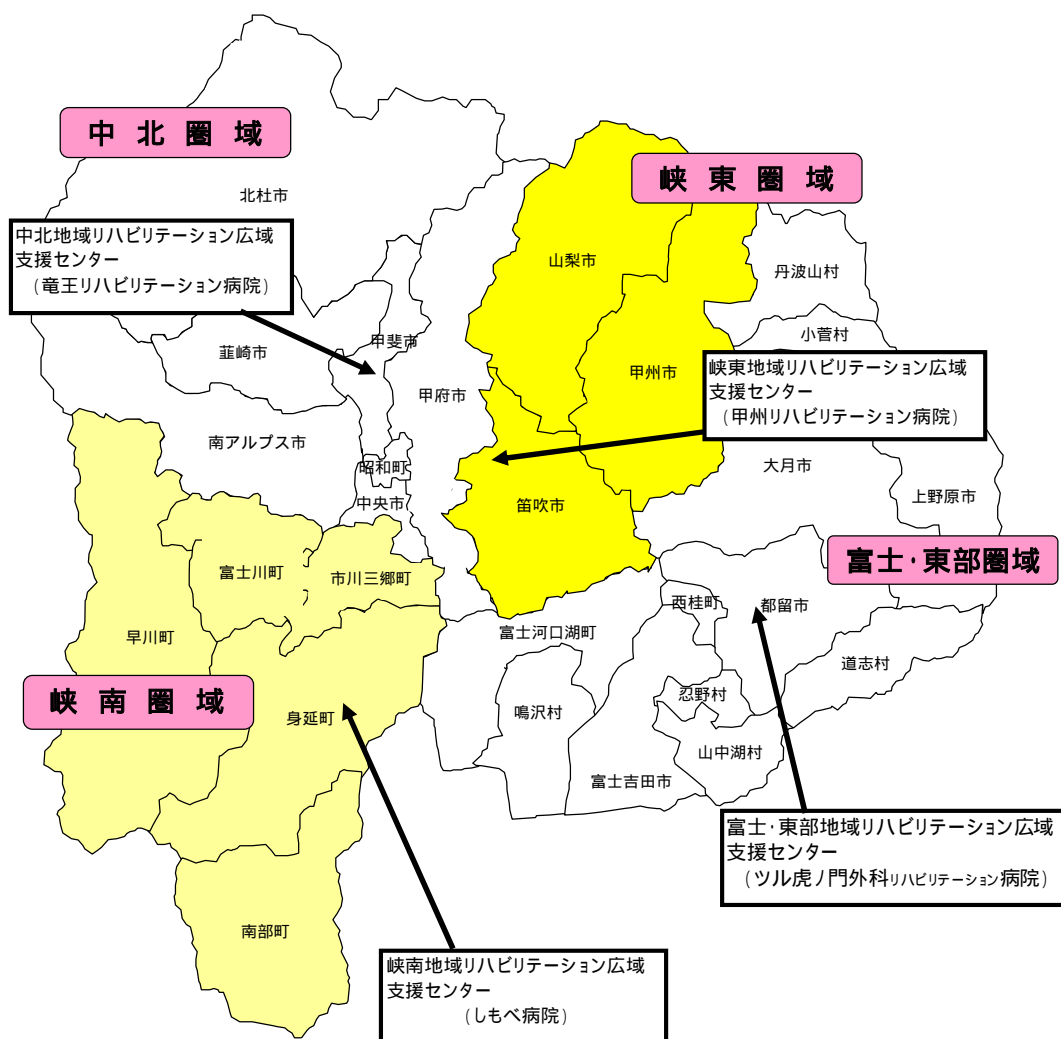 中北圏域
峡東圏域
北杜市
中北地域リハビリテーション広域
支援センター
(竜王リハビリテーション病院)
山梨市
丹波山村
小菅村
韮崎市
甲斐市
甲府市
甲州市
峡東地域リハビリテーション広域
支援センター
(甲州リハビリテーション病院)
南アルプス市
昭和町
大月市
中央市
笛吹市
上野原市
富士川町
市川三郷町
富士・東部圏域
早川町
西桂町
都留市
富士河口湖町
道志村
峡南圏域
身延町
鳴沢村
忍野村
山中湖村
富士吉田市
富士・東部地域リハビリテーション広域
支援センター
(ツル虎ノ門外科リハビリテーション病院)
南部町
峡南地域リハビリテーション広域
支援センター
(しもべ病院)